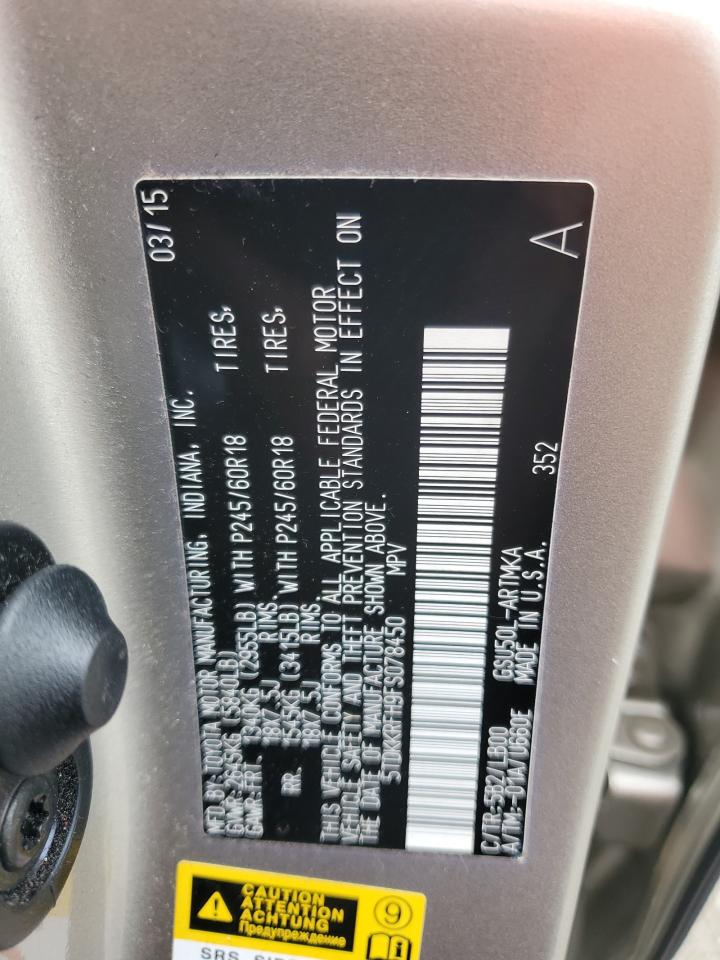 MFD BY: TOYOTA MOTOR MANUFACTURING, INDIANA, INC. 03/15
GVWR 2645KG (5840LB)
GAWR FR. 1340KG (2955LB) WITH P245/60R18 TIRES,
18X7.5J RIMS,
RR. 1545KG (3415LB) WITH P245/60R18 TIRES,
18X7.5J RIMS.
THIS VEHICLE CONFORMS TO ALL APPLICABLE FEDERAL MOTOR
VEHICLE SAFETY AND THEFT PREVENTION STANDARDS IN EFFECT ON
THE DATE OF MANUFACTURE SHOWN ABOVE.
5TDKKRFH9FS078450 MPV
C/TR:5B2/LB00 GSU50L-ARTMKA 352 A
A/TM:-01A/U660E MADE IN U.S.A.
CAUTION
ATTENTION
ACHTUNG
Предупреждение
9